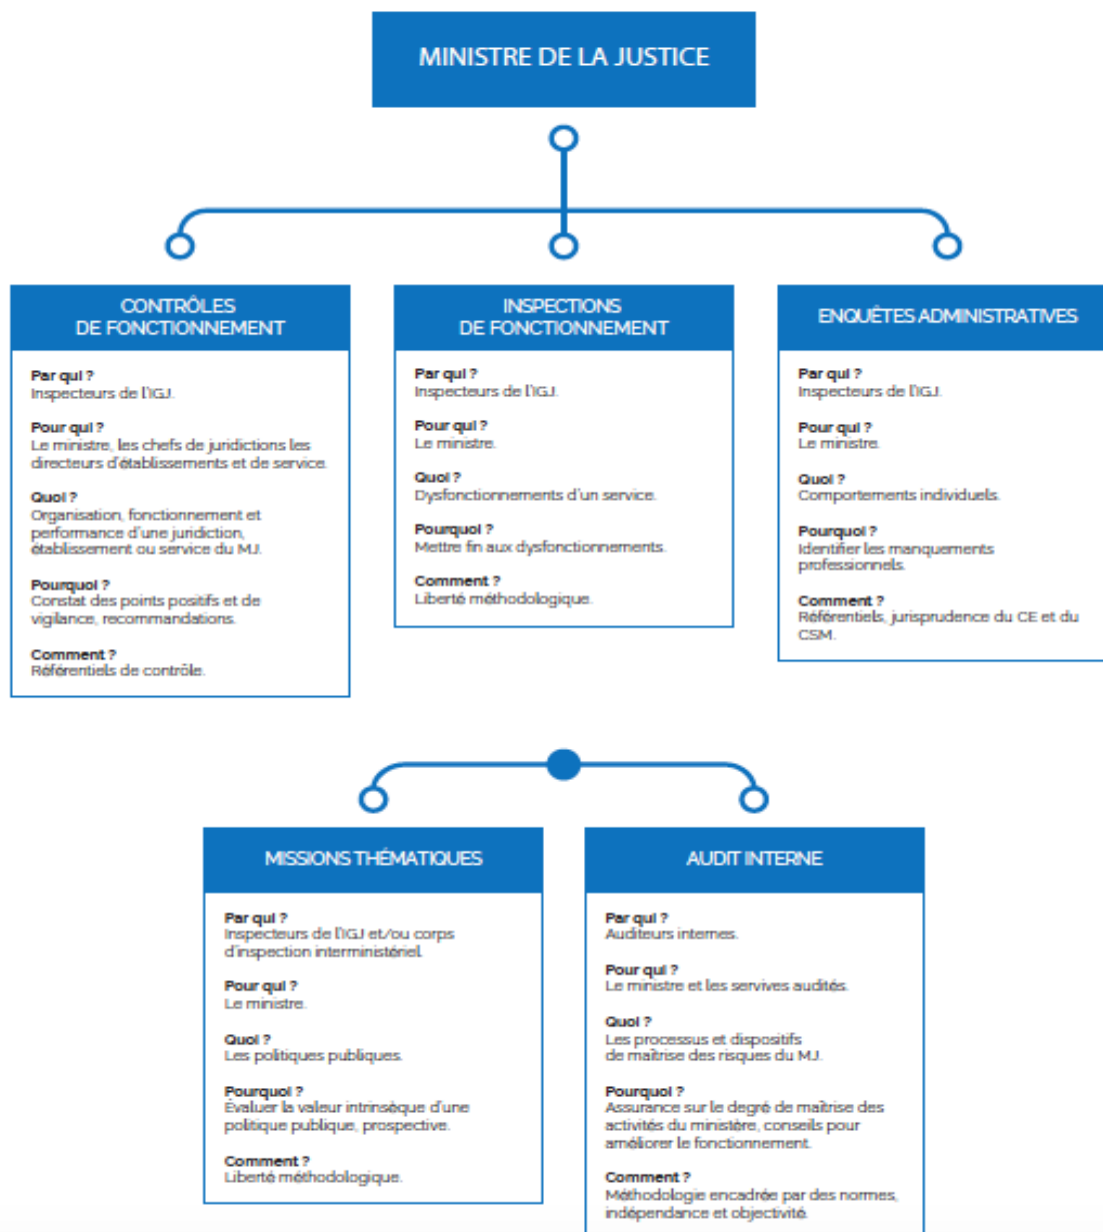 MINISTRE DE LA JUSTICE
CONTRÔLES
DE FONCTIONNEMENT
Par qui ?
Inspecteurs de l'IGJ.
Pour qui ?
Le ministre, les chefs de juridictions les
directeurs d'établissements et de service.
Quoi ?
Organisation, fonctionnement et
performance d'une juridiction,
établissement ou service du MJ.
Pourquoi ?
Constat des points positifs et de
vigilance, recommandations.
Comment ?
Référentiels de contrôle.
INSPECTIONS
DE FONCTIONNEMENT
Par qui ?
Inspecteurs de l'IGJ.
Pour qui ?
Le ministre.
Quoi ?
Dysfonctionnements d'un service.
Pourquoi ?
Mettre fin aux dysfonctionnements.
Comment ?
Liberté méthodologique.
ENQUÊTES ADMINISTRATIVES
Par qui ?
Inspecteurs de l'IGJ.
Pour qui ?
Le ministre.
Quoi ?
Comportements individuels.
Pourquoi ?
Identifier les manquements
professionnels.
Comment ?
Référentiels, jurisprudence du CE et du
CSM.
MISSIONS THÉMATIQUES
Par qui ?
Inspecteurs de l'IGJ et/ou corps
d'inspection interministériel.
Pour qui ?
Le ministre.
Quoi ?
Les politiques publiques.
Pourquoi ?
Évaluer la valeur intrinsèque d'une
politique publique, prospective.
Comment ?
Liberté méthodologique.
AUDIT INTERNE
Par qui ?
Auditeurs internes.
Pour qui ?
Le ministre et les servives audités.
Quoi ?
Les processus et dispositifs
de maîtrise des risques du MJ.
Pourquoi ?
Assurance sur le degré de maîtrise des
activités du ministère, conseils pour
améliorer le fonctionnement.
Comment ?
Méthodologie encadrée par des normes,
indépendance et objectivité.